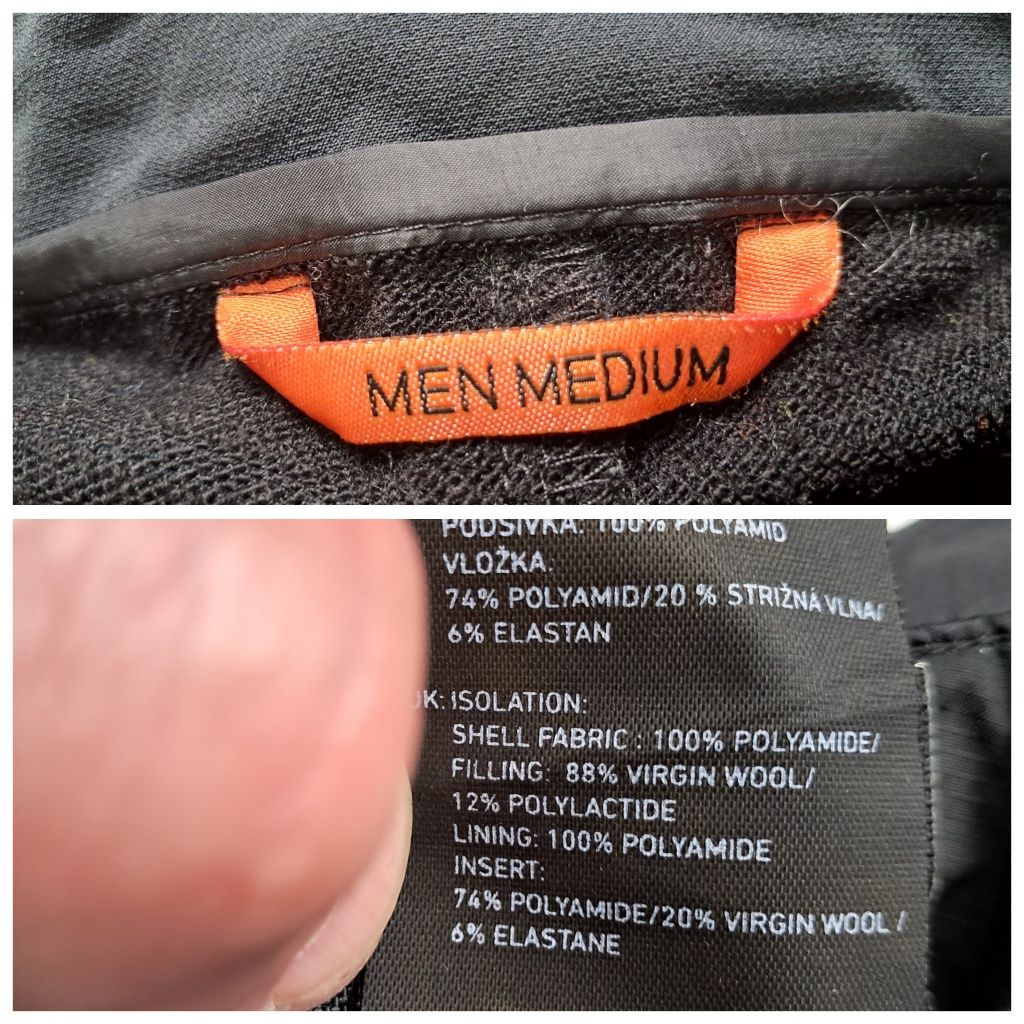 MEN MEDIUM
PODŠIVKA: 100% POLYAMID
VLOŽKA:
74% POLYAMID/20 % STRIŽNÁ VLNA/
6% ELASTAN
UK: ISOLATION:
SHELL FABRIC : 100% POLYAMIDE/
FILLING: 88% VIRGIN WOOL/
12% POLYLACTIDE
LINING: 100% POLYAMIDE
INSERT:
74% POLYAMIDE/20% VIRGIN WOOL /
6% ELASTANE